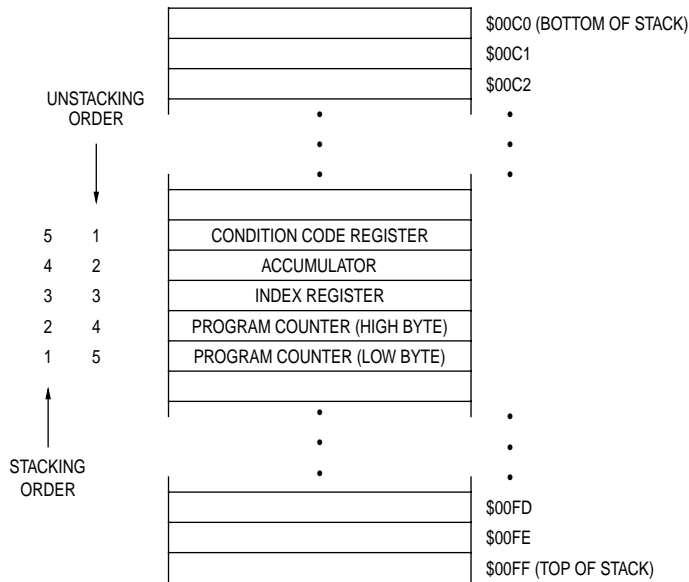 $00C0 (BOTTOM OF STACK)
$00C1
$00C2
UNSTACKING
ORDER
5 1 CONDITION CODE REGISTER
4 2 ACCUMULATOR
3 3 INDEX REGISTER
2 4 PROGRAM COUNTER (HIGH BYTE)
1 5 PROGRAM COUNTER (LOW BYTE)
STACKING
ORDER
$00FD
$00FE
$00FF (TOP OF STACK)